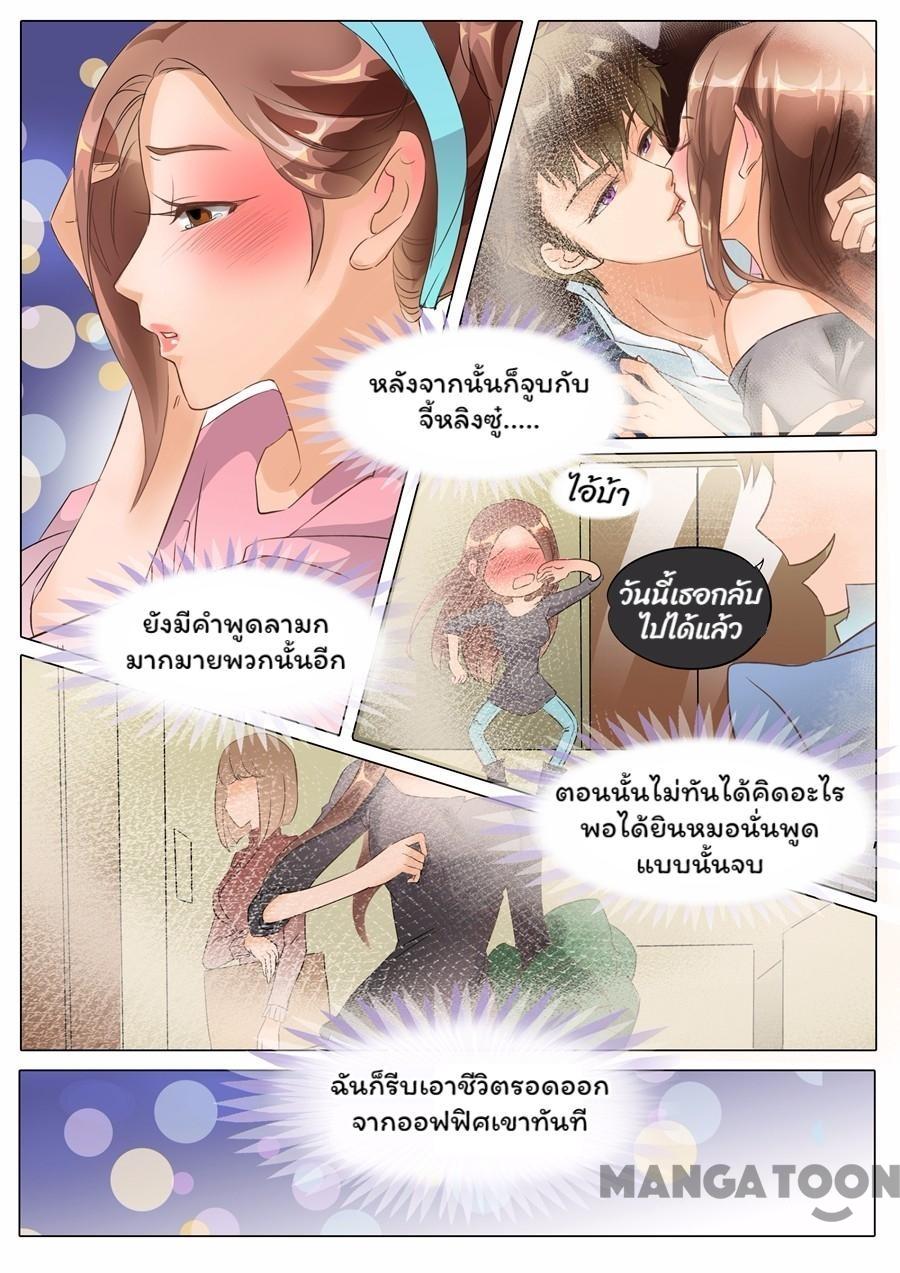 หลังจากนั้นก็จูบกับ
จี้หลิงซู๋.....
ไอ้บ้า
วันนี้เธอกลับ
ไปได้แล้ว
ยังมีคำพูดลามก
มากมายพวกนั้นอีก
ตอนนั้นไม่ทันได้คิดอะไร
พอได้ยินหมอนั่นพูด
แบบนั้นจบ
ฉันก็รีบเอาชีวิตรอดออก
จากออฟฟิศเขาทันที
MANGATOON